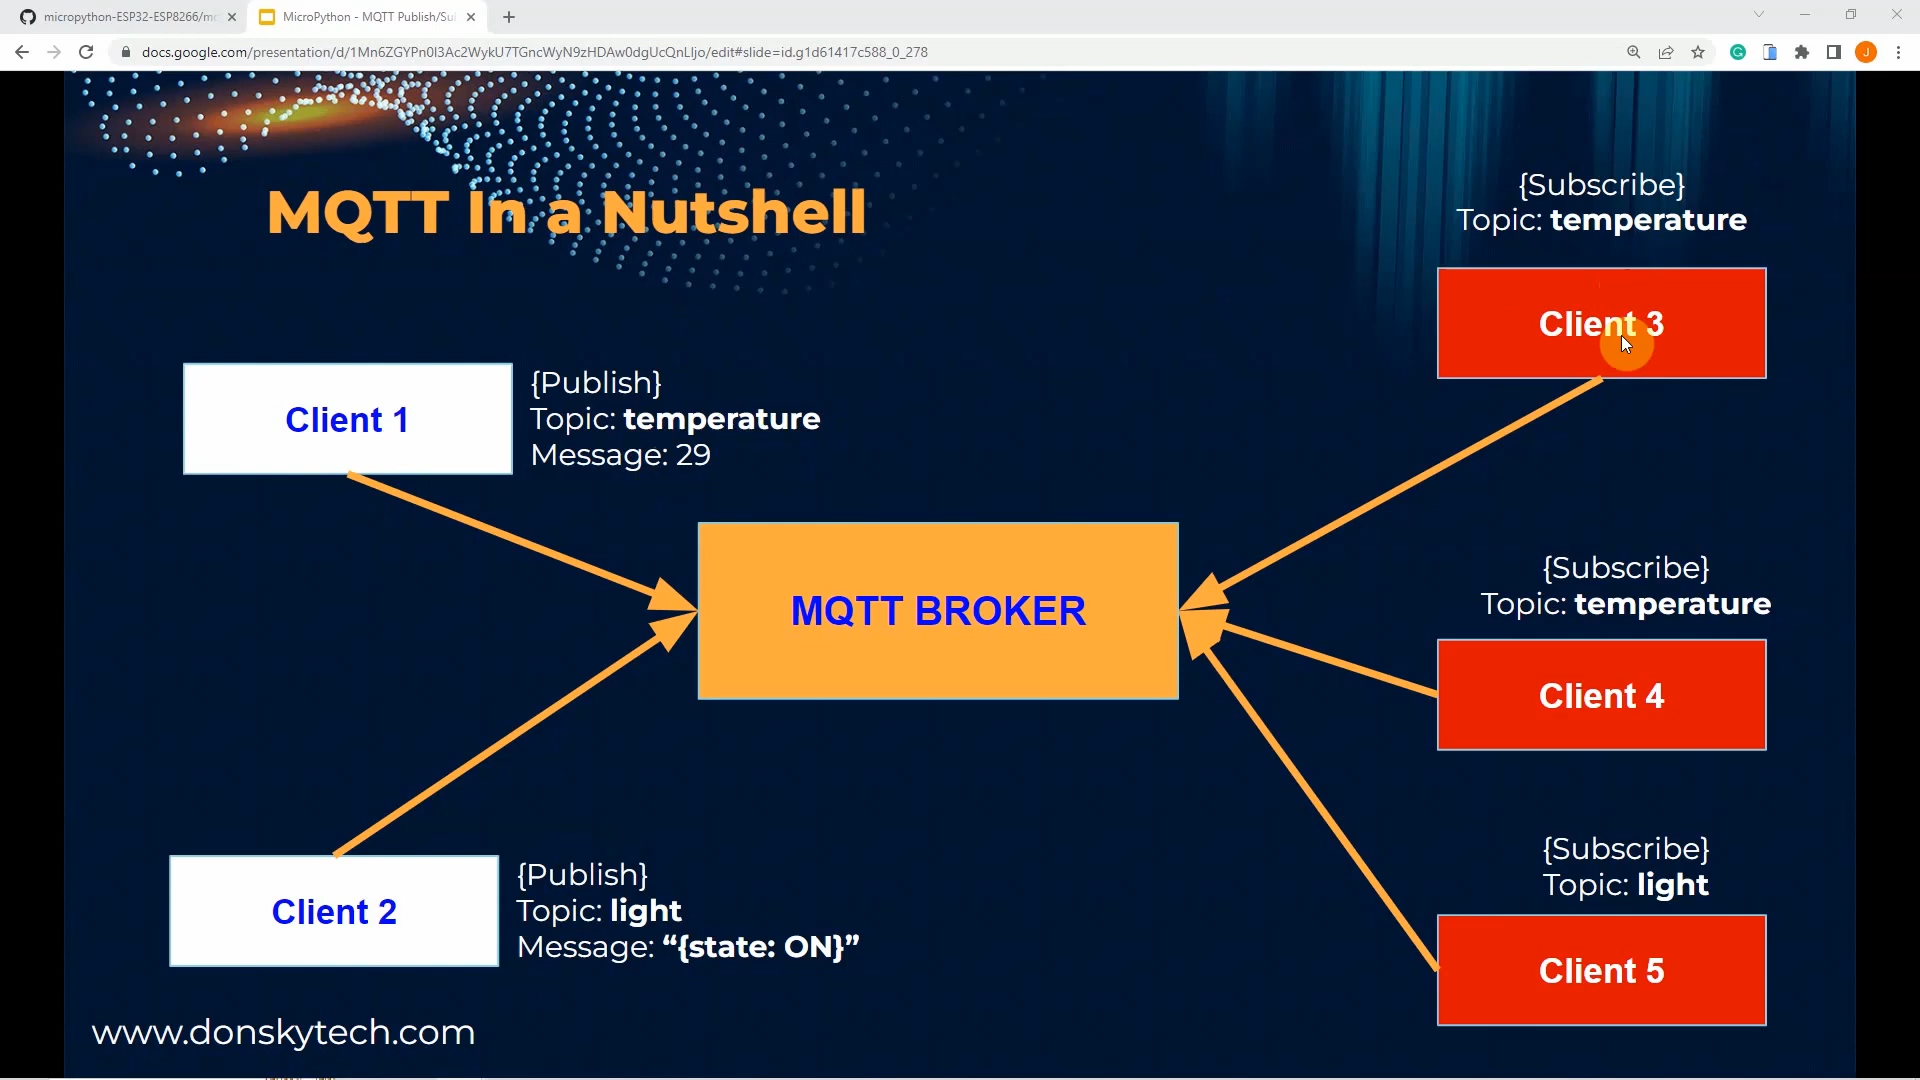 micropython-ESP32-ESP8266/m
MicroPython - MQTT Publish/Su
docs.google.com/presentation/d/1Mn6ZGYPn0I3Ac2WykU7TGncWyN9zHDAw0dgUcQnLIjo/edit#slide=id.g1d61417c588_0_278
J
MQTT In a Nutshell
{Subscribe}
Topic: temperature
Client 3
Client 1
{Publish}
Topic: temperature
Message: 29
MQTT BROKER
{Subscribe}
Topic: temperature
Client 4
Client 2
{Publish}
Topic: light
Message: “{state: ON}”
{Subscribe}
Topic: light
Client 5
www.donskytech.com